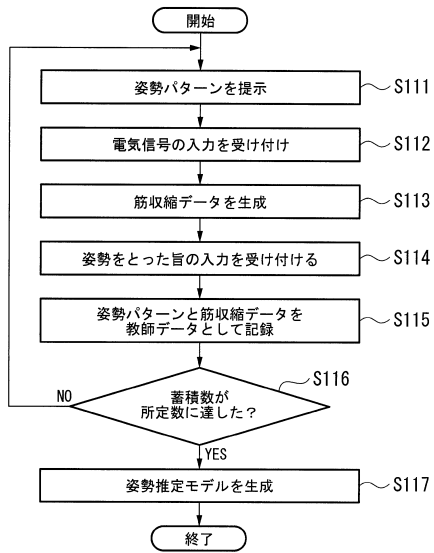 開始
姿勢パターンを提示
S111
電気信号の入力を受け付け
S112
筋収縮データを生成
S113
姿勢をとった旨の入力を受け付ける
S114
姿勢パターンと筋収縮データを
教師データとして記録
S115
S116
蓄積数が
所定数に達した?
NO
YES
姿勢推定モデルを生成
S117
終了